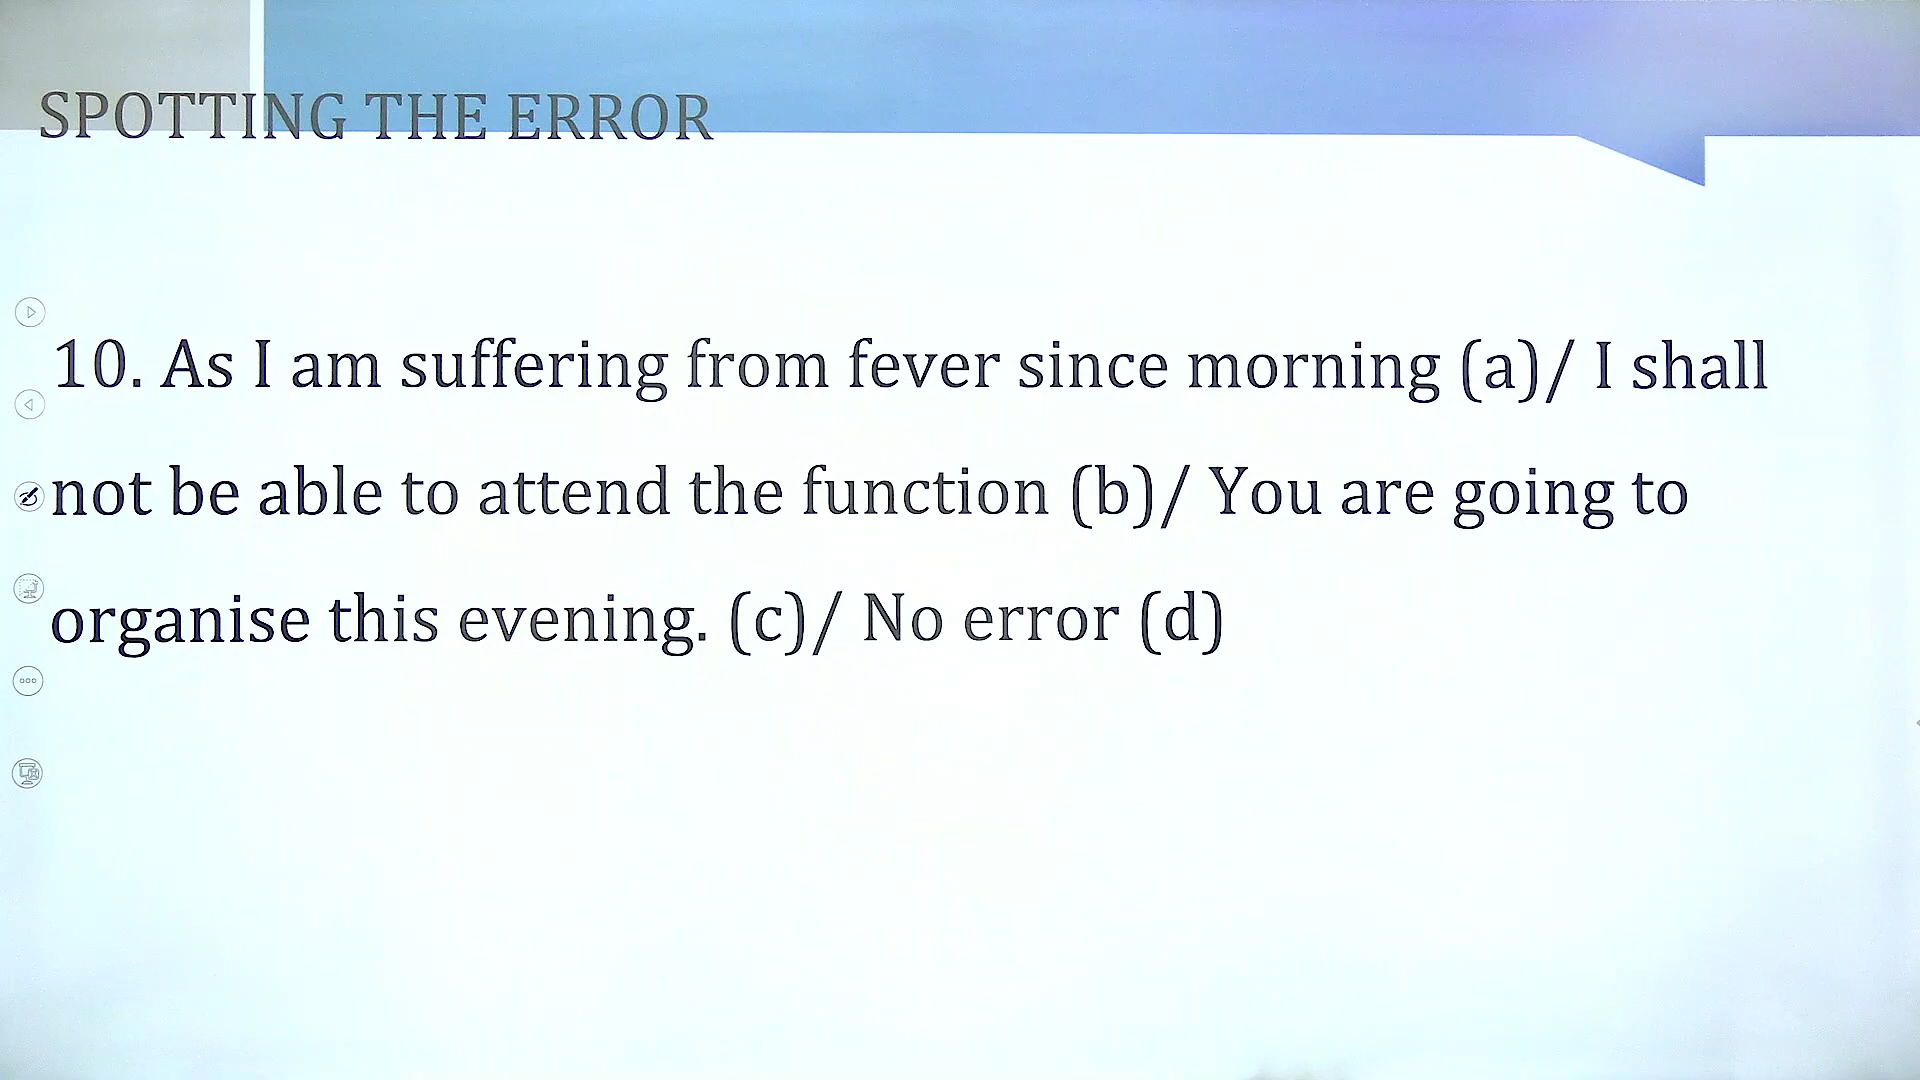 SPOTTING THE ERROR
10. As I am suffering from fever since morning (a)/ I shall
not be able to attend the function (b)/ You are going to
organise this evening. (c)/ No error (d)